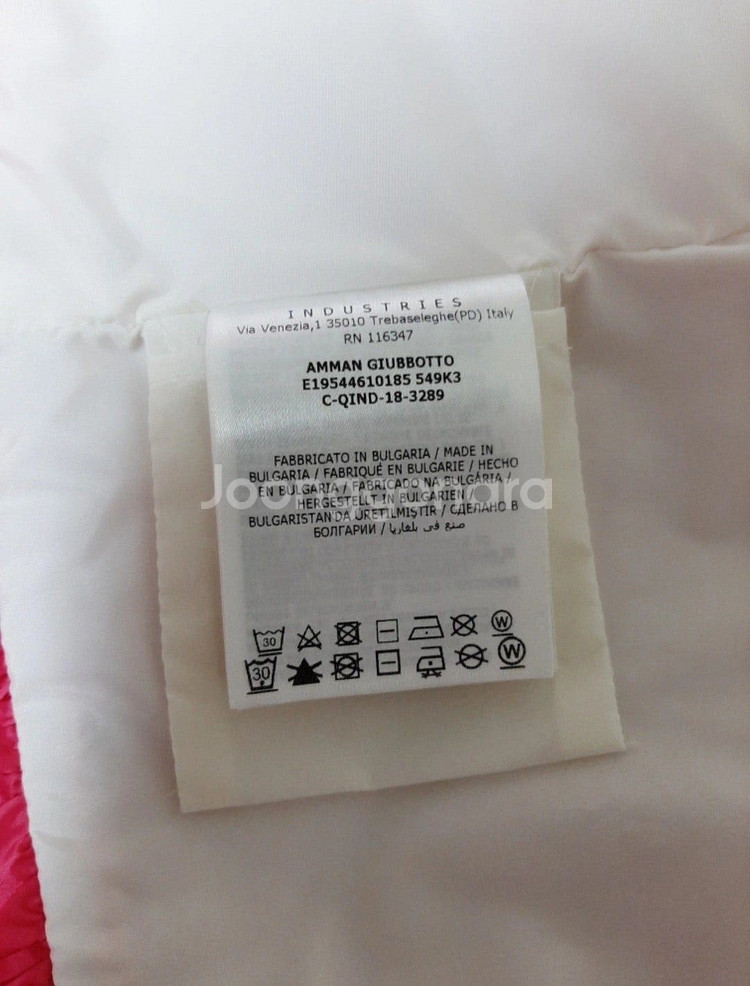 INDUSTRIES
Via Venezia,1 35010 Trebaseleghe(PD) Italy
RN 116347
AMMAN GIUBBOTTO
E19544610185 549K3
C-QIND-18-3289
FABBRICATO IN BULGARIA / MADE IN
BULGARIA / FABRIQUÉ EN BULGARIE / HECHO
EN BULGARIA / FABRICADO NA BULGÁRIA /
HERGESTELLT IN BULGARIEN /
BULGARISTAN'DA ÜRETILMIŞTIR / СДЕЛАНО В
БОЛГАРИИ / صنع في بلغاريا
Joonggonara
30 W
30 W